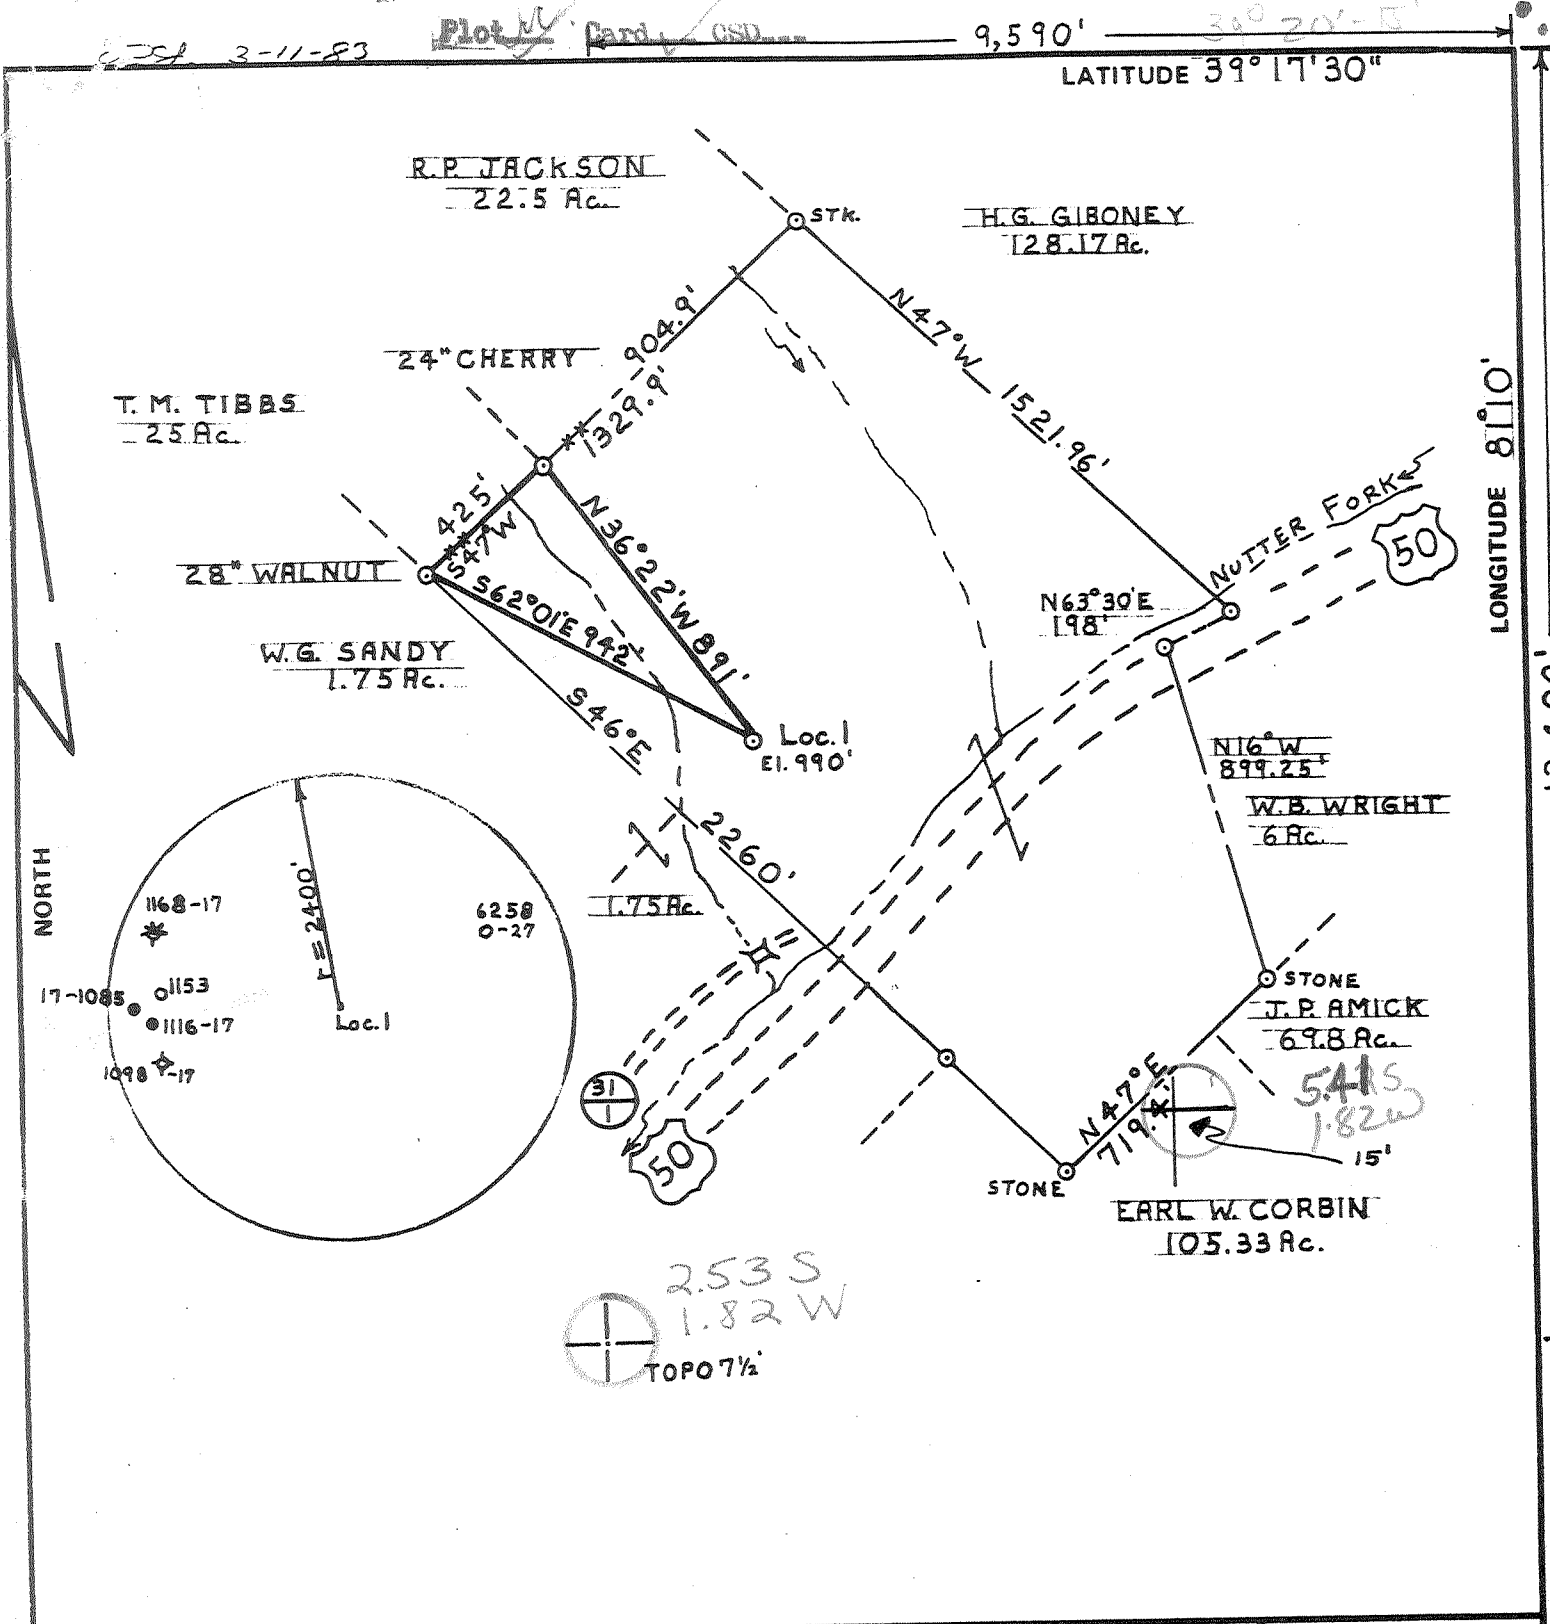 3-11-83
Plot Card CSD
9,590'
LATITUDE 39°17'30"
R.P. JACKSON
22.5 Ac.
STK.
H.G. GIBONEY
128.17 Ac.
904.9'
1329.9'
N47°W 1521.96'
24" CHERRY
T. M. TIBBS
25 Ac.
LONGITUDE 81°10'
425'
S47°W
N36°22'W 891'
NUTTER FORK
50
28" WALNUT
S62°01'E 942'
N63°30'E
198'
W.G. SANDY
1.75 Ac.
S46°E
2260'
Loc. 1
El. 990'
N16°W
899.25'
W.B. WRIGHT
6 Ac.
NORTH
r = 2400'
1168-17
6258
0-27
1.75 Ac.
17-1085
1153
1116-17
Loc. 1
1098-17
STONE
J.P. AMICK
69.8 Ac.
31
1
50
N47°E
1.82 W
15'
STONE
EARL W. CORBIN
105.33 Ac.
2.53 S
1.82 W
TOPO 7½'